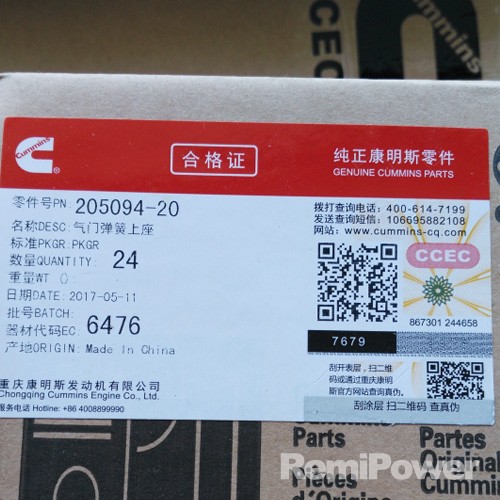 Cummins
CEC
Cummins
合格证
纯正康明斯零件
GENUINE CUMMINS PARTS
零件号PN 205094-20
名称DESC:气门弹簧上座
标准PKGR:PKGR
数量QUANTITY: 24
重量WT 0
日期DATE:2017-05-11
批号BATCH:
器材代码EC: 6476
产地ORIGIN: Made In China
拨打查询电话: 400-614-7199
发送查询短信: 106695882108
网站: www.cummins-cq.com
CCEC
867301 244658
7679
刮开表层，扫二维
码或通过重庆康明
斯官方网站查询真伪
刮涂层 扫二维码 查真伪
重庆康明斯发动机有限公司
Chongqing Cummins Engine Co., Ltd.
服务电话 Hotline: +86 4008899990
Parts
Pièces
d'Origine
Cummins
Partes
Original
Cummins
RemiPower